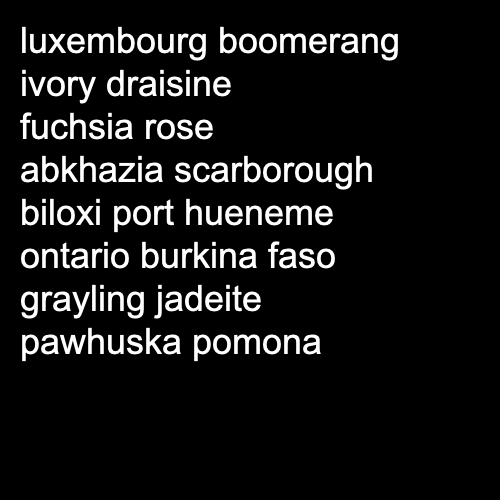 luxembourg boomerang
ivory draisine
fuchsia rose
abkhazia scarborough
biloxi port hueneme
ontario burkina faso
grayling jadeite
pawhuska pomona